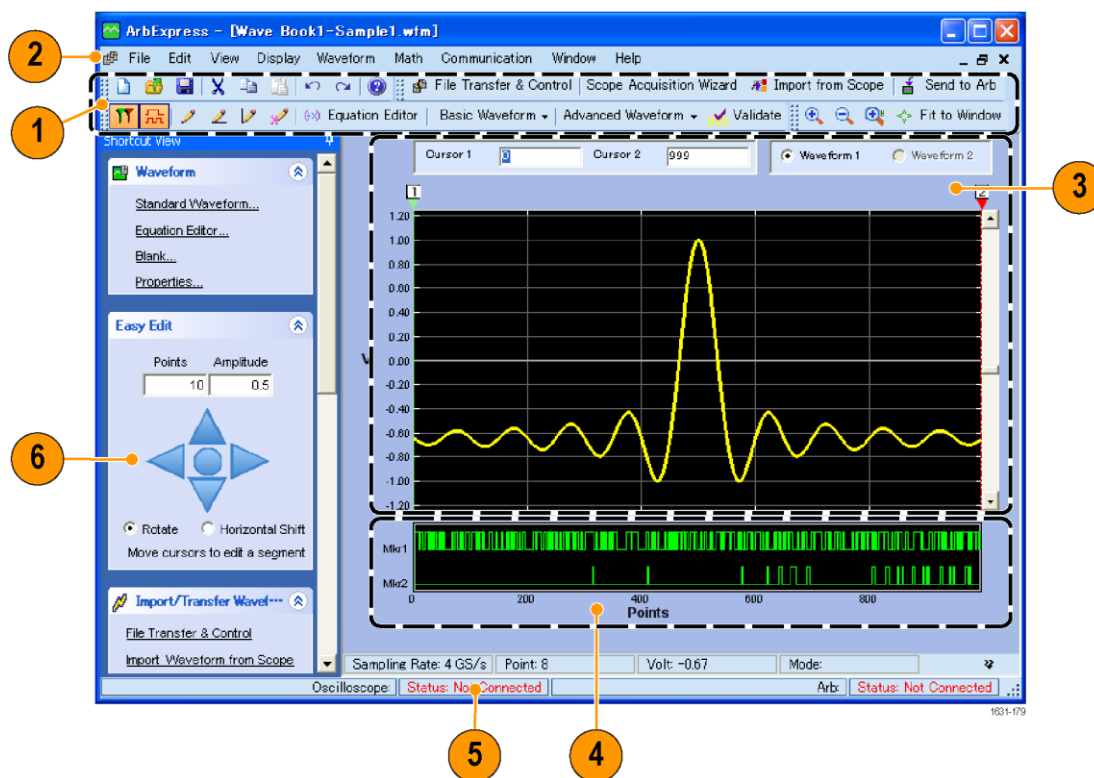 ArbExpress - [Wave Book1-Sample1.wfm]
2
File Edit View Display Waveform Math Communication Window Help
File Transfer & Control Scope Acquisition Wizard Import from Scope Send to Arb
1
Equation Editor Basic Waveform Advanced Waveform Validate Fit to Window
Shortcut View
Cursor 1 0 Cursor 2 999 Waveform 1 Waveform 2
3
Waveform
Standard Waveform...
Equation Editor...
Blank...
Properties...
1 2
1.20
1.00
0.80
0.60
0.40
0.20
0.00
-0.20
-0.40
-0.60
-0.80
-1.00
-1.20
Easy Edit
Points Amplitude
10 0.5
6
Rotate Horizontal Shift
Move cursors to edit a segment
Mkr1
Mkr2
0 200 400 600 800
Points
Import/Transfer Wavef...
File Transfer & Control
Import Waveform from Scope
Sampling Rate: 4 GS/s Point: 8 Volt: -0.67 Mode:
Oscilloscope: Status: Not Connected Arb: Status: Not Connected
1631-179
5
4